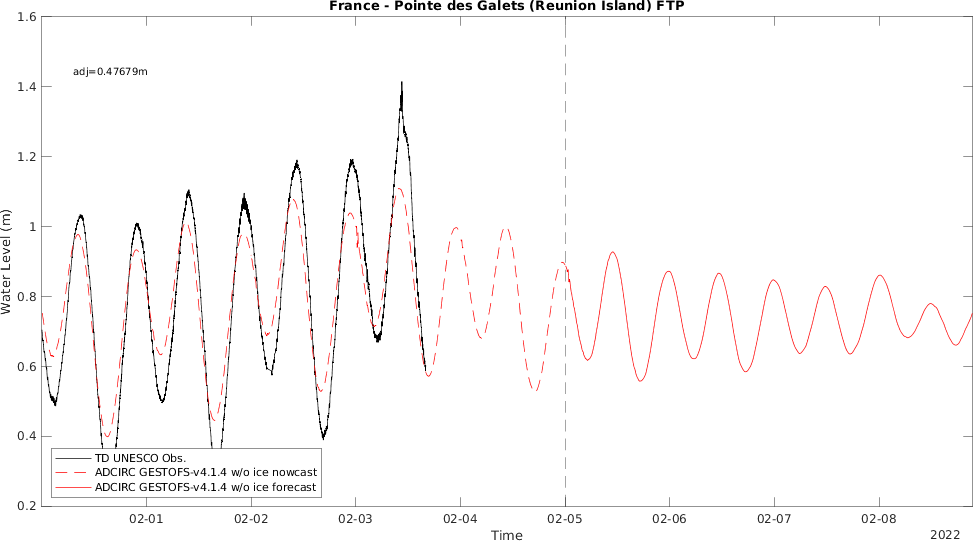 France - Pointe des Galets (Reunion Island) FTP
1.6
1.4
1.2
1
0.8
0.6
0.4
0.2
Water Level (m)
adj=0.47679m
TD UNESCO Obs.
ADCIRC GESTOFS-v4.1.4 w/o ice nowcast
ADCIRC GESTOFS-v4.1.4 w/o ice forecast
02-01 02-02 02-03 02-04 02-05 02-06 02-07 02-08
Time
2022